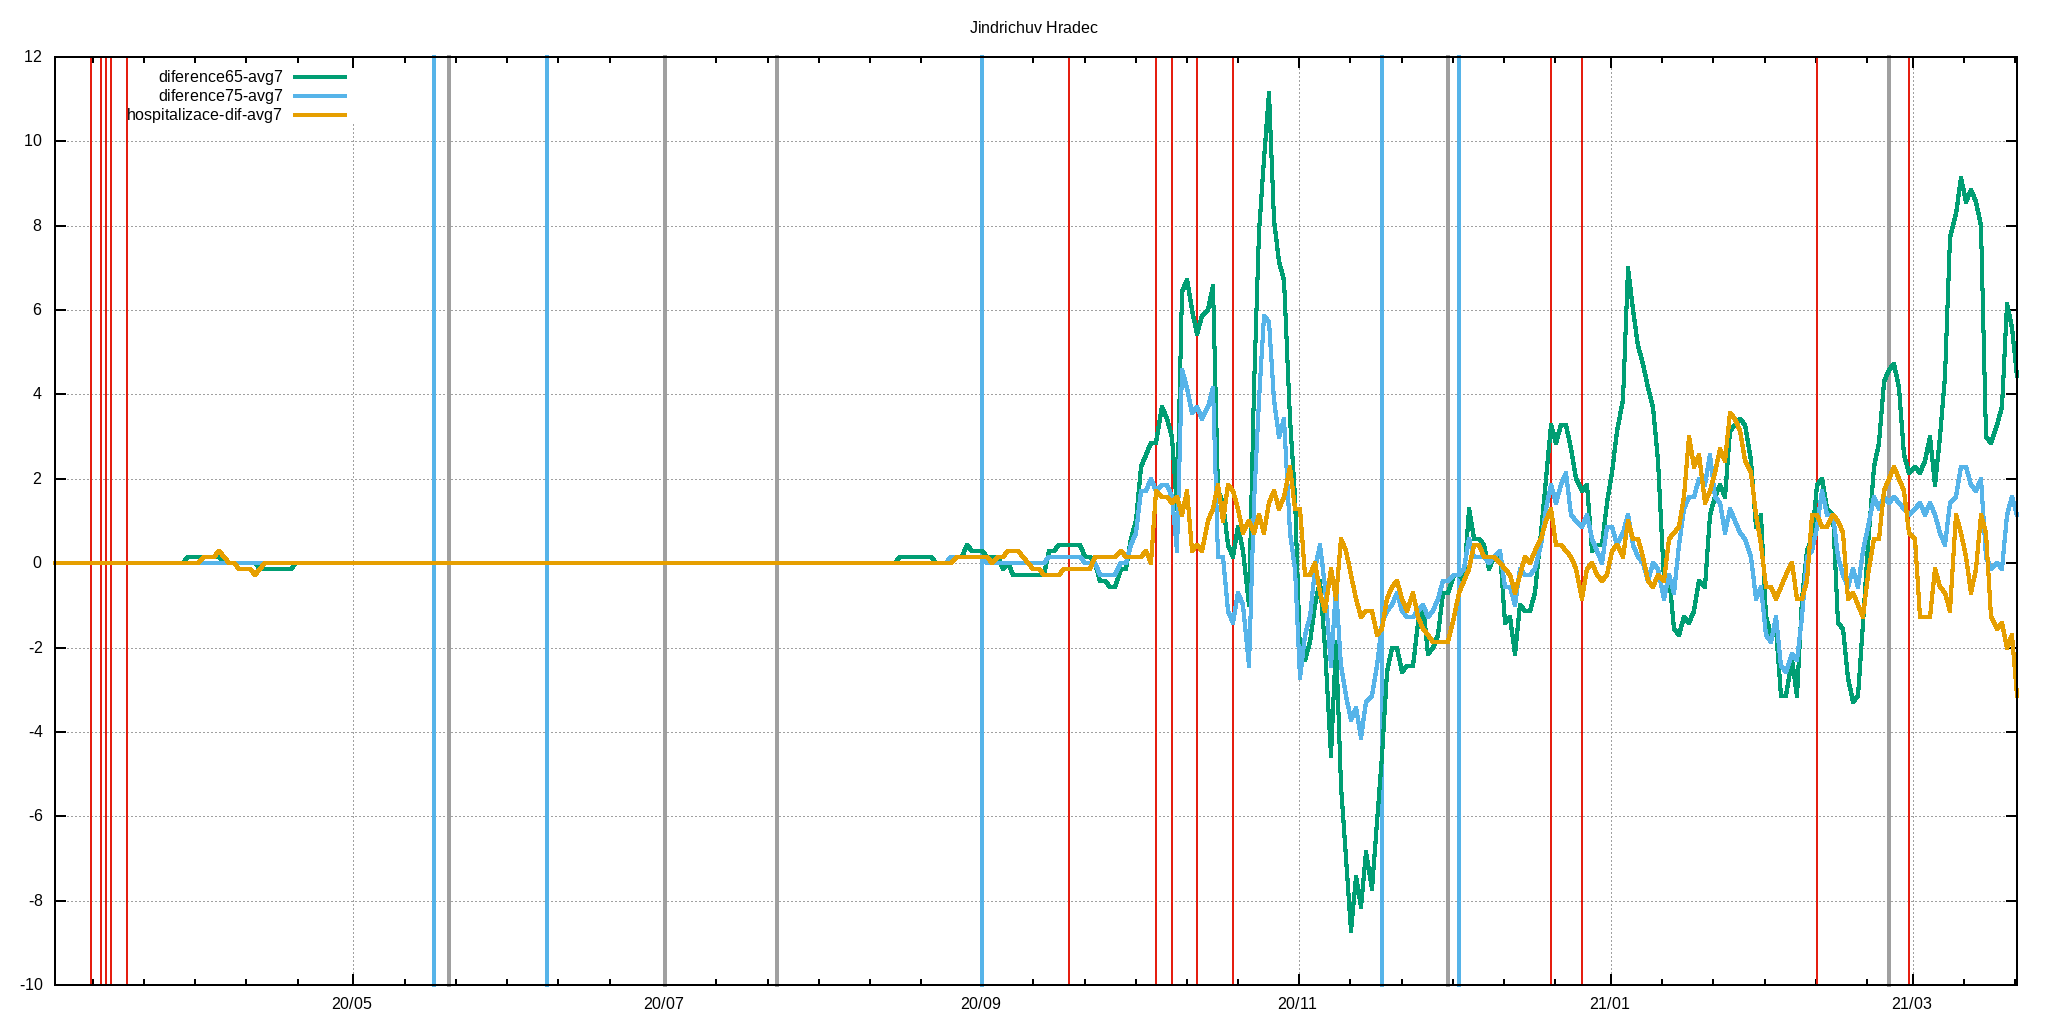 Jindrichuv Hradec
12
10
8
6
4
2
0
-2
-4
-6
-8
-10
diference65-avg7
diference75-avg7
hospitalizace-dif-avg7
20/05 20/07 20/09 20/11 21/01 21/03